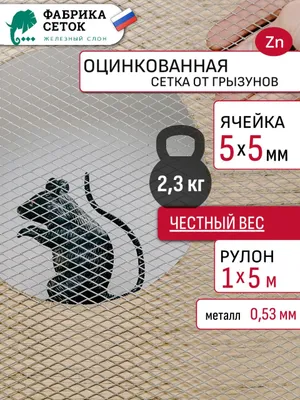 ФАБРИКА
СЕТОК
ЖЕЛЕЗНЫЙ СЛОН
Zn
ОЦИНКОВАННАЯ
СЕТКА ОТ ГРЫЗУНОВ
ЯЧЕЙКА
5х5 мм
2,3 кг
ЧЕСТНЫЙ ВЕС
РУЛОН
1х5 м
металл 0,53 мм